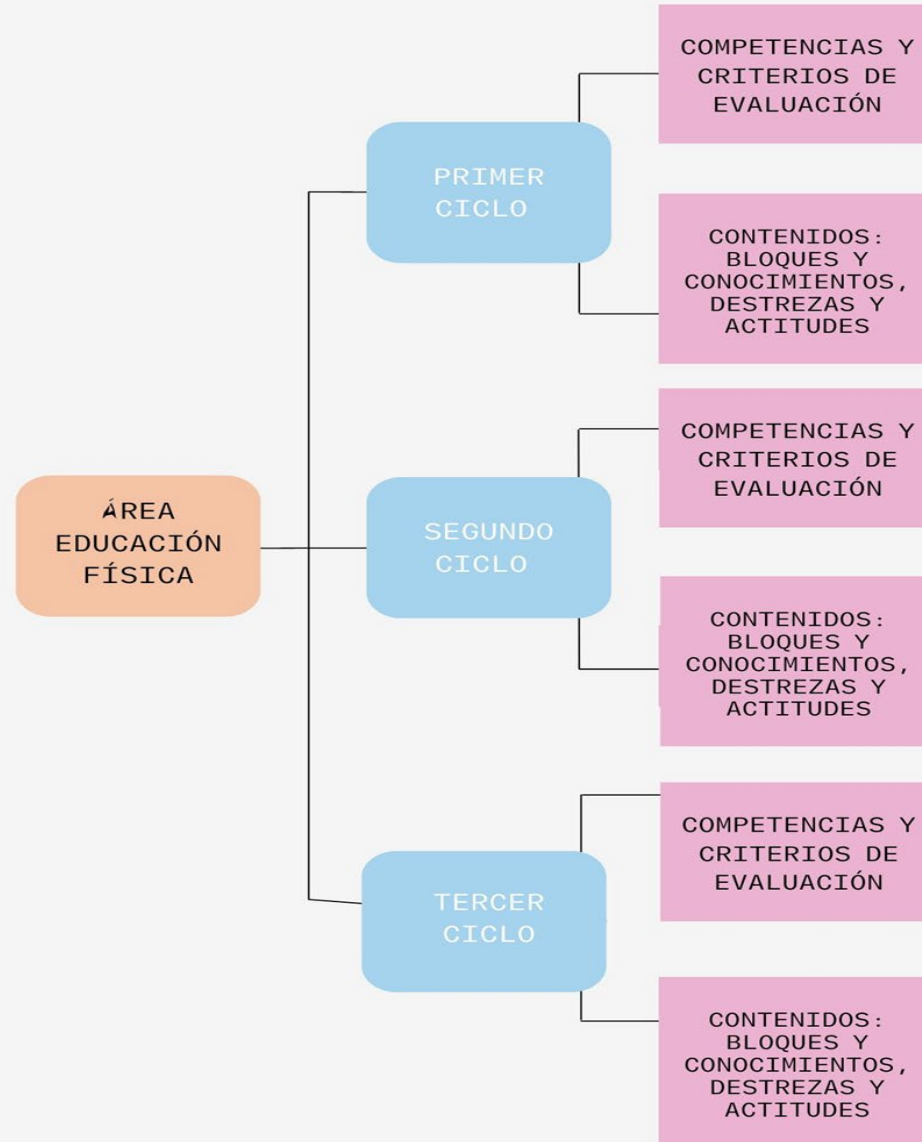 COMPETENCIAS Y
CRITERIOS DE
EVALUACIÓN
PRIMER
CICLO
CONTENIDOS:
BLOQUES Y
CONOCIMIENTOS,
DESTREZAS Y
ACTITUDES
COMPETENCIAS Y
CRITERIOS DE
EVALUACIÓN
ÁREA
EDUCACIÓN
FÍSICA
SEGUNDO
CICLO
CONTENIDOS:
BLOQUES Y
CONOCIMIENTOS,
DESTREZAS Y
ACTITUDES
COMPETENCIAS Y
CRITERIOS DE
EVALUACIÓN
TERCER
CICLO
CONTENIDOS:
BLOQUES Y
CONOCIMIENTOS,
DESTREZAS Y
ACTITUDES